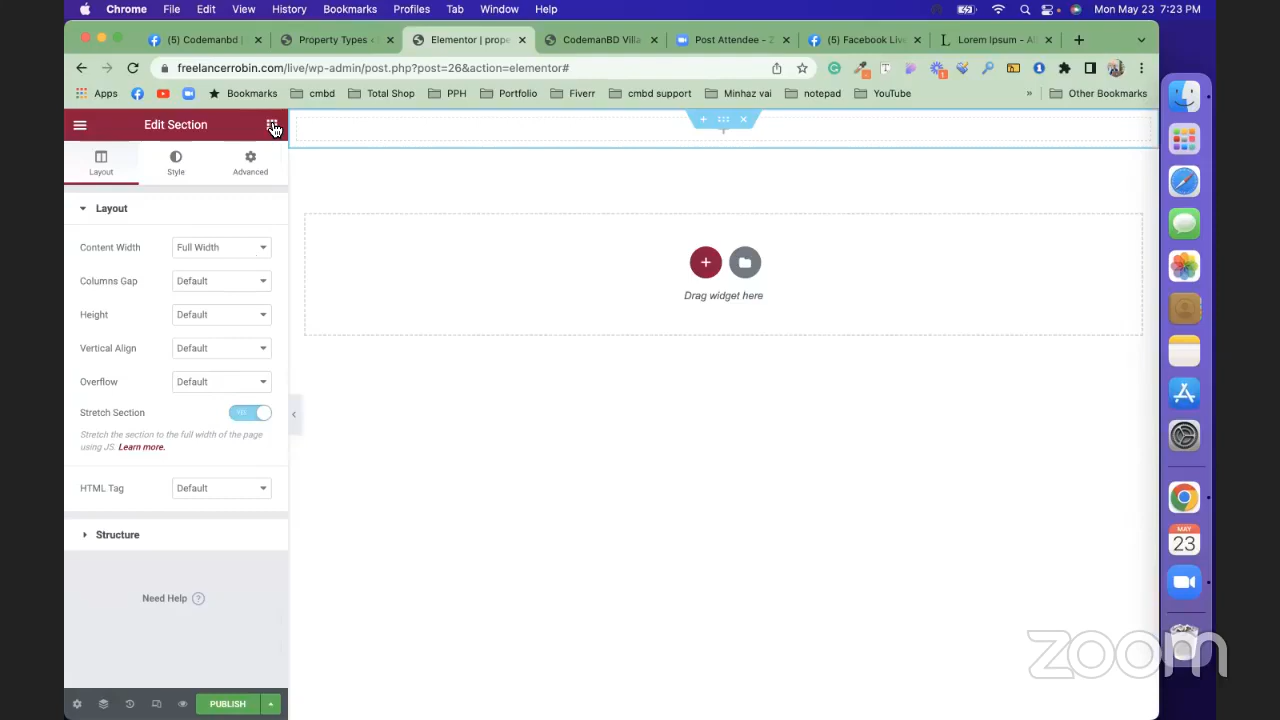 Chrome File Edit View History Bookmarks Profiles Tab Window Help Mon May 23 7:23 PM
(5) Codemanbd | Property Types < Elementor | prope CodemanBD Villa Post Attendee - Z (5) Facebook Live Lorem Ipsum - Al
freelancerrobin.com/live/wp-admin/post.php?post=26&action=elementor#
Apps Bookmarks cmbd Total Shop PPH Portfolio Fiverr cmbd support Minhaz vai notepad YouTube » Other Bookmarks
Edit Section
Layout Style Advanced
Layout
Content Width Full Width
Columns Gap Default
Height Default
Vertical Align Default
Overflow Default
Stretch Section YES
Stretch the section to the full width of the page
using JS. Learn more.
HTML Tag Default
Structure
Need Help ?
PUBLISH
Drag widget here
MAY
23
zoom